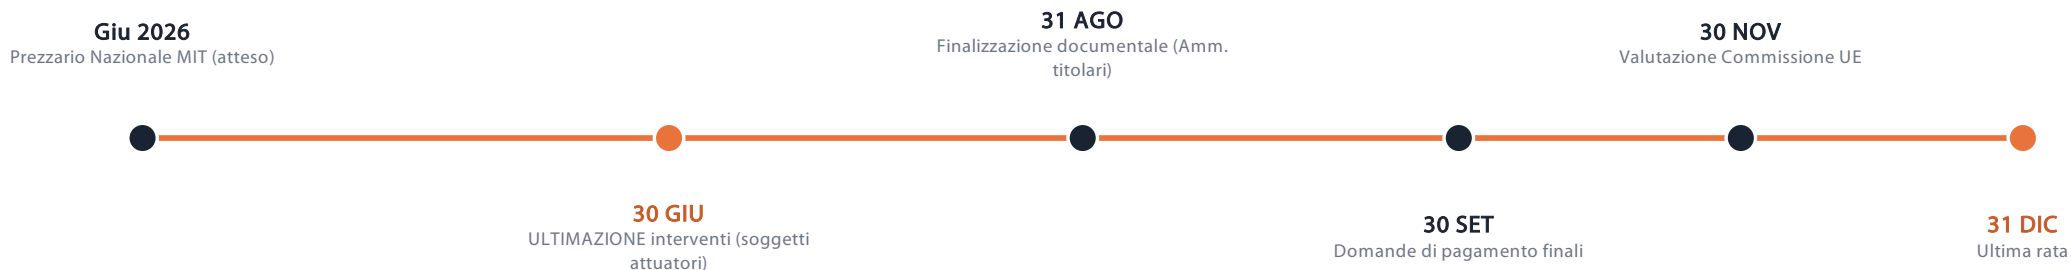 Giu 2026
Prezzario Nazionale MIT (atteso)
30 GIU
ULTIMAZIONE interventi (soggetti
attuatori)
31 AGO
Finalizzazione documentale (Amm.
titolari)
30 SET
Domande di pagamento finali
30 NOV
Valutazione Commissione UE
31 DIC
Ultima rata